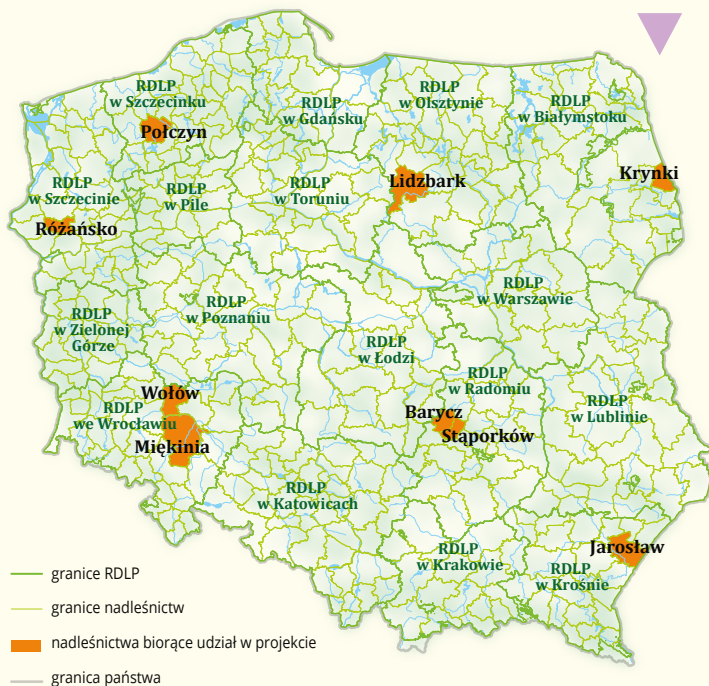 RDLP
w Szczecinku
RDLP
w Gdańsku
RDLP
w Olsztynie
RDLP
w Białymstoku
Połczyn
Lidzbark
Krynki
RDLP
w Szczecinie
RDLP
w Pile
RDLP
w Toruniu
Różańsko
RDLP
w Zielonej
Górze
RDLP
w Poznaniu
RDLP
w Warszawie
RDLP
w Łodzi
RDLP
w Radomiu
RDLP
w Lublinie
Wołów
RDLP
we Wrocławiu
Miękinia
Barycz
Stąporków
RDLP
w Katowicach
RDLP
w Krakowie
Jarosław
RDLP
w Krośnie
granice RDLP
granice nadleśnictw
nadleśnictwa biorące udział w projekcie
granica państwa